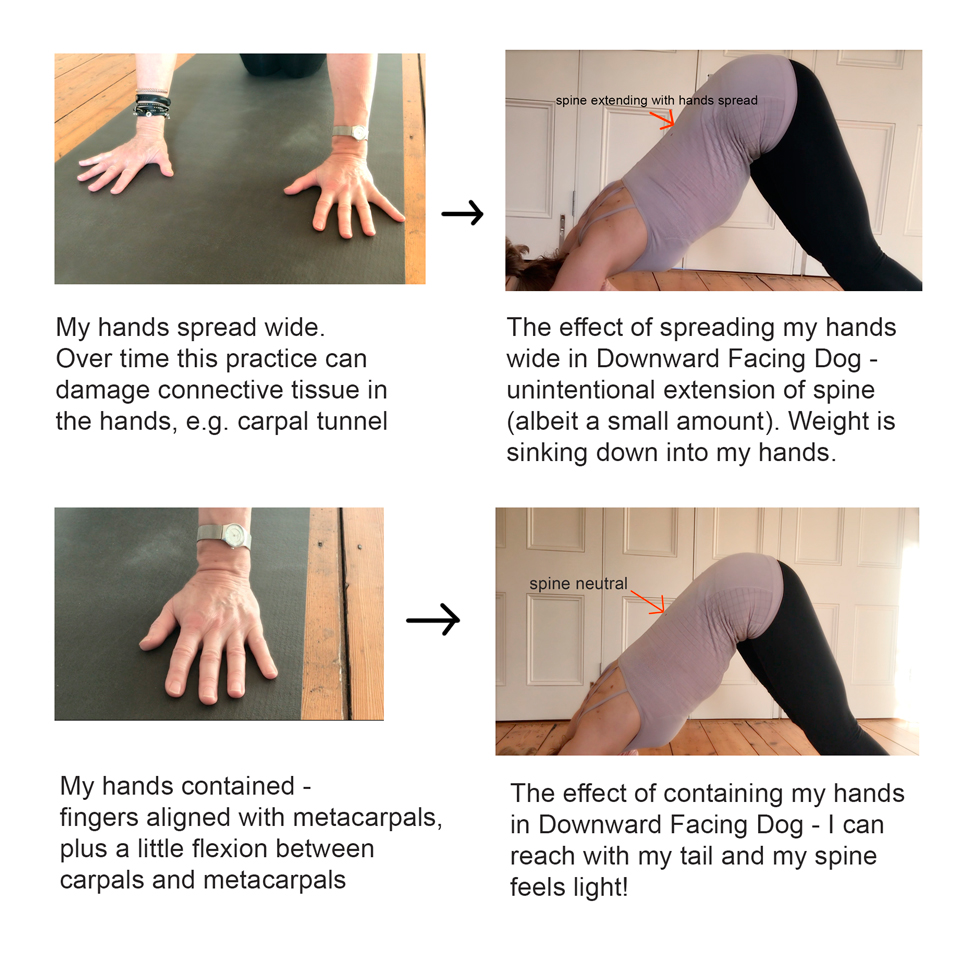 spine extending with hands spread
My hands spread wide.
Over time this practice can
damage connective tissue in
the hands, e.g. carpal tunnel
The effect of spreading my hands
wide in Downward Facing Dog -
unintentional extension of spine
(albeit a small amount). Weight is
sinking down into my hands.
spine neutral
My hands contained -
fingers aligned with metacarpals,
plus a little flexion between
carpals and metacarpals
The effect of containing my hands
in Downward Facing Dog - I can
reach with my tail and my spine
feels light!